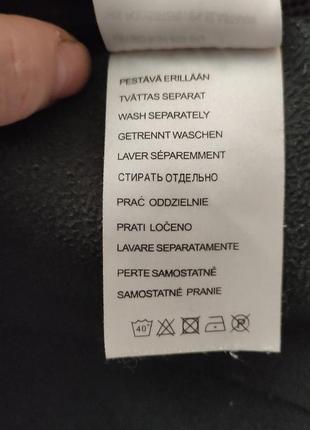 PESTÄVÄ ERILLÄÄN
TVÄTTAS SEPARAT
WASH SEPARATELY
GETRENNT WASCHEN
LAVER SÉPAREMMENT
СТИРАТЬ ОТДЕЛЬНО
PRAĆ ODDZIELNIE
PRATI LOČENO
LAVARE SEPARATAMENTE
PERTE SAMOSTATNĚ
SAMOSTATNÉ PRANIE
40°